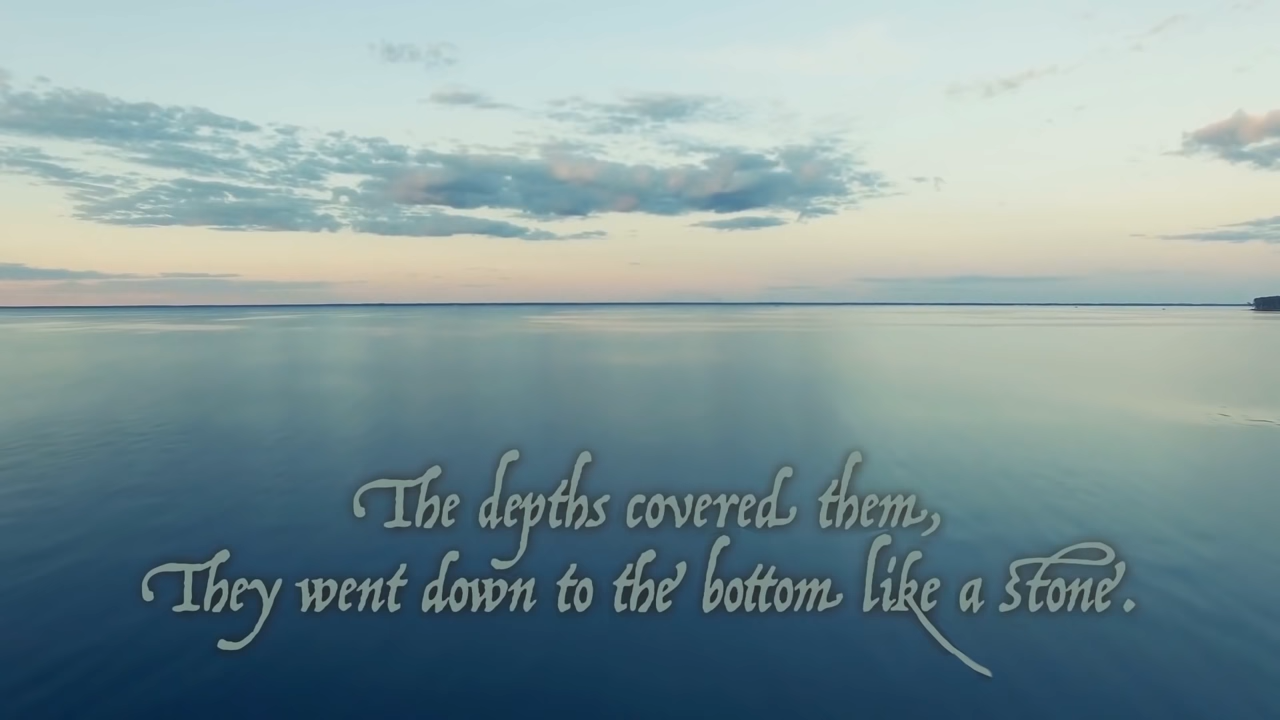 The depths covered them,
They went down to the bottom like a stone.